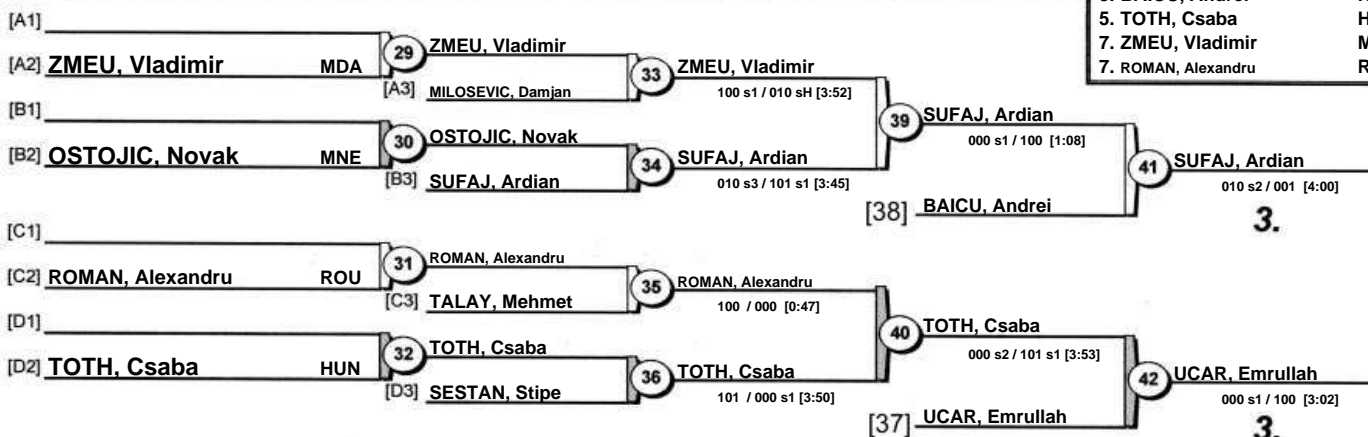 [A1]
[A2] ZMEU, Vladimir MDA
29 ZMEU, Vladimir
[A3] MILOSEVIC, Damjan
33 ZMEU, Vladimir
100 s1 / 010 sH [3:52]
[B1]
[B2] OSTOJIC, Novak MNE
30 OSTOJIC, Novak
[B3] SUFAJ, Ardian
34 SUFAJ, Ardian
010 s3 / 101 s1 [3:45]
39 SUFAJ, Ardian
000 s1 / 100 [1:08]
[38] BAICU, Andrei
41 SUFAJ, Ardian
010 s2 / 001 [4:00]
3.
[C1]
[C2] ROMAN, Alexandru ROU
31 ROMAN, Alexandru
[C3] TALAY, Mehmet
35 ROMAN, Alexandru
100 / 000 [0:47]
[D1]
[D2] TOTH, Csaba HUN
32 TOTH, Csaba
[D3] SESTAN, Stipe
36 TOTH, Csaba
101 / 000 s1 [3:50]
40 TOTH, Csaba
000 s2 / 101 s1 [3:53]
[37] UCAR, Emrullah
42 UCAR, Emrullah
000 s1 / 100 [3:02]
3.
5. TOTH, Csaba H
7. ZMEU, Vladimir M
7. ROMAN, Alexandru R